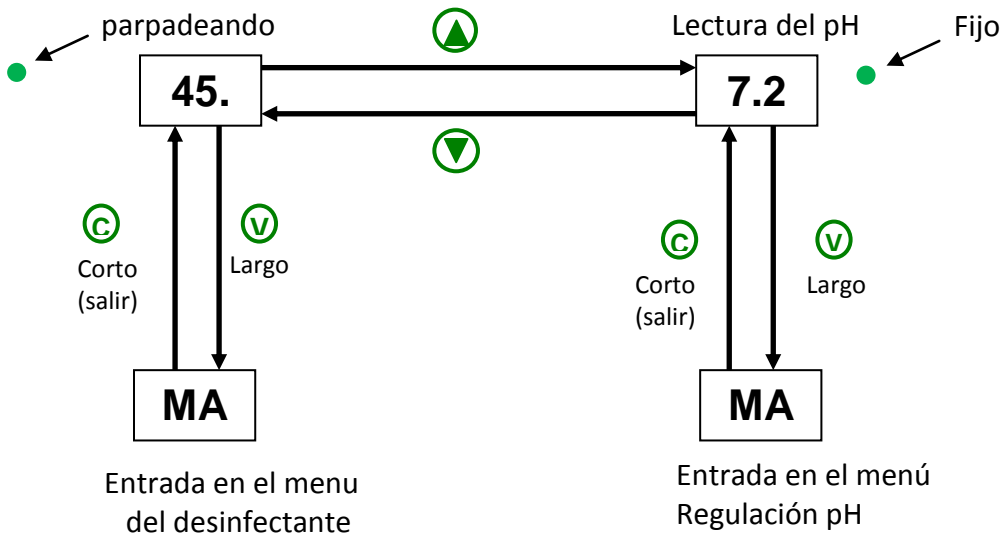 parpadeando
Lectura del pH
Fijo
45.
7.2
C
V
Corto
(salir)
Largo
C
V
Corto
(salir)
Largo
MA
MA
Entrada en el menu
del desinfectante
Entrada en el menú
Regulación pH